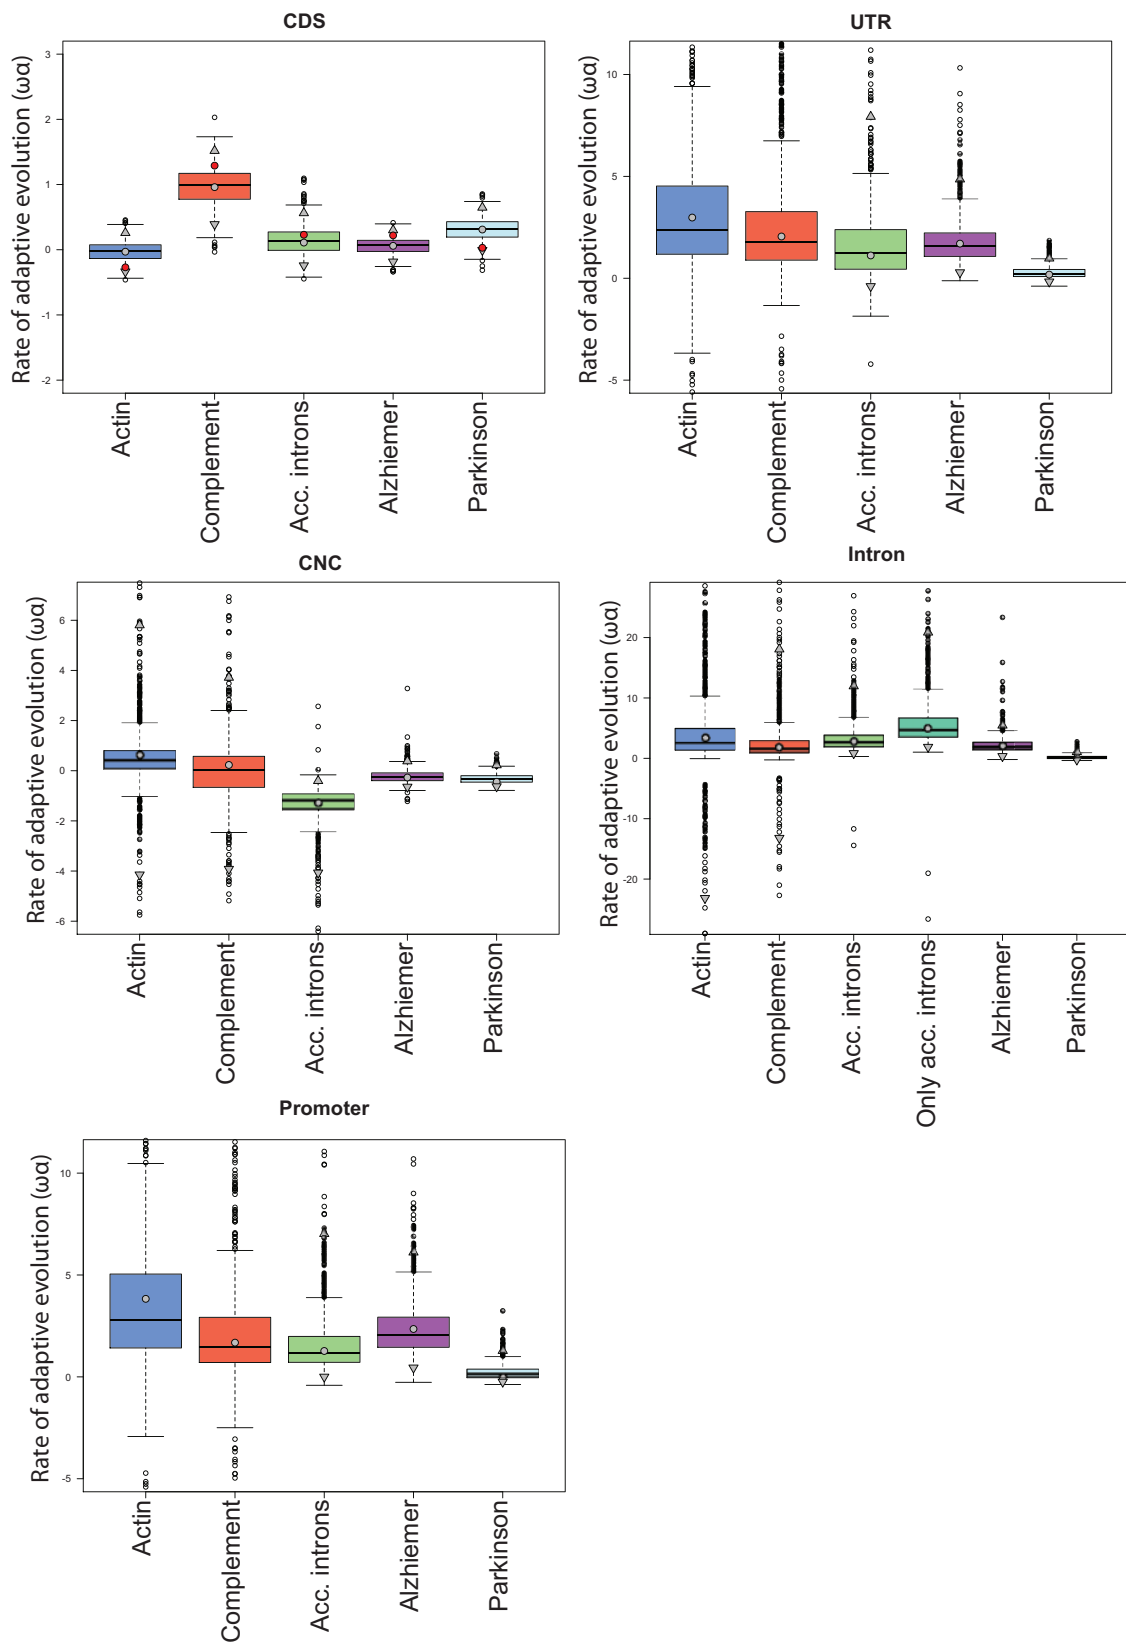 CDS
Rate of adaptive evolution (ωα)
3
2
1
0
-1
-2
Actin
Complement
Acc. introns
Alzhiemer
Parkinson
UTR
Rate of adaptive evolution (ωα)
10
5
0
-5
Actin
Complement
Acc. introns
Alzhiemer
Parkinson
CNC
Rate of adaptive evolution (ωα)
6
4
2
0
-2
-4
-6
Actin
Complement
Acc. introns
Alzhiemer
Parkinson
Intron
Rate of adaptive evolution (ωα)
20
10
0
-10
-20
Actin
Complement
Acc. introns
Only acc. introns
Alzhiemer
Parkinson
Promoter
Rate of adaptive evolution (ωα)
10
5
0
-5
Actin
Complement
Acc. introns
Alzhiemer
Parkinson